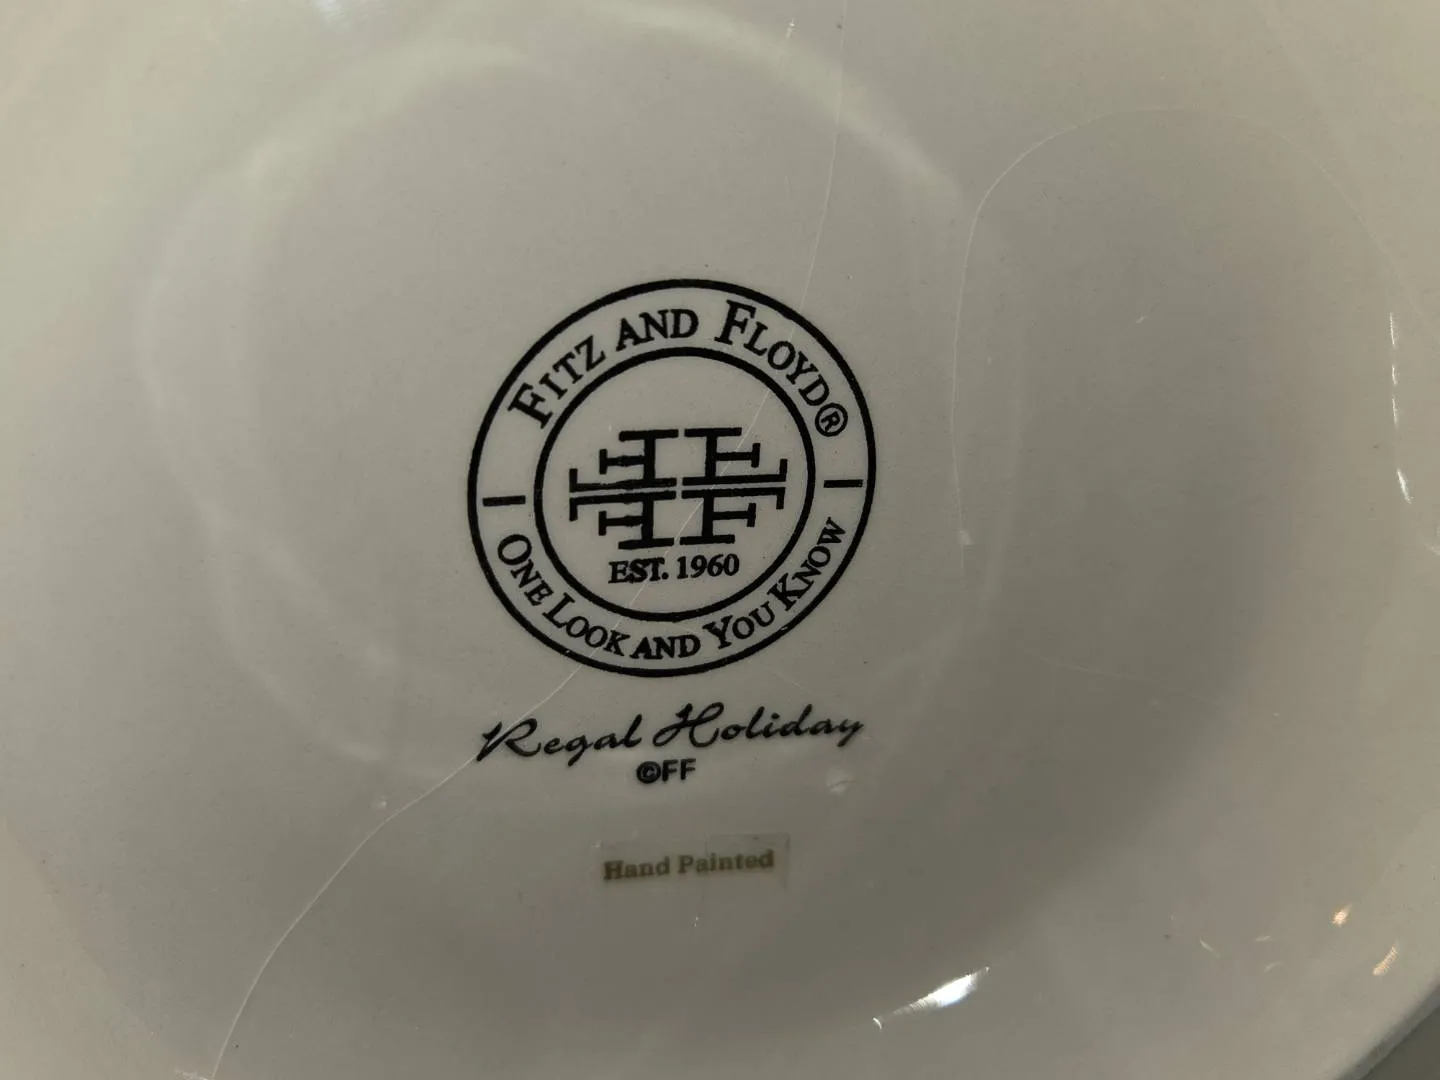 FITZ AND FLOYD®
EST. 1960
ONE LOOK AND YOU KNOW
Regal Holiday
©FF
Hand Painted